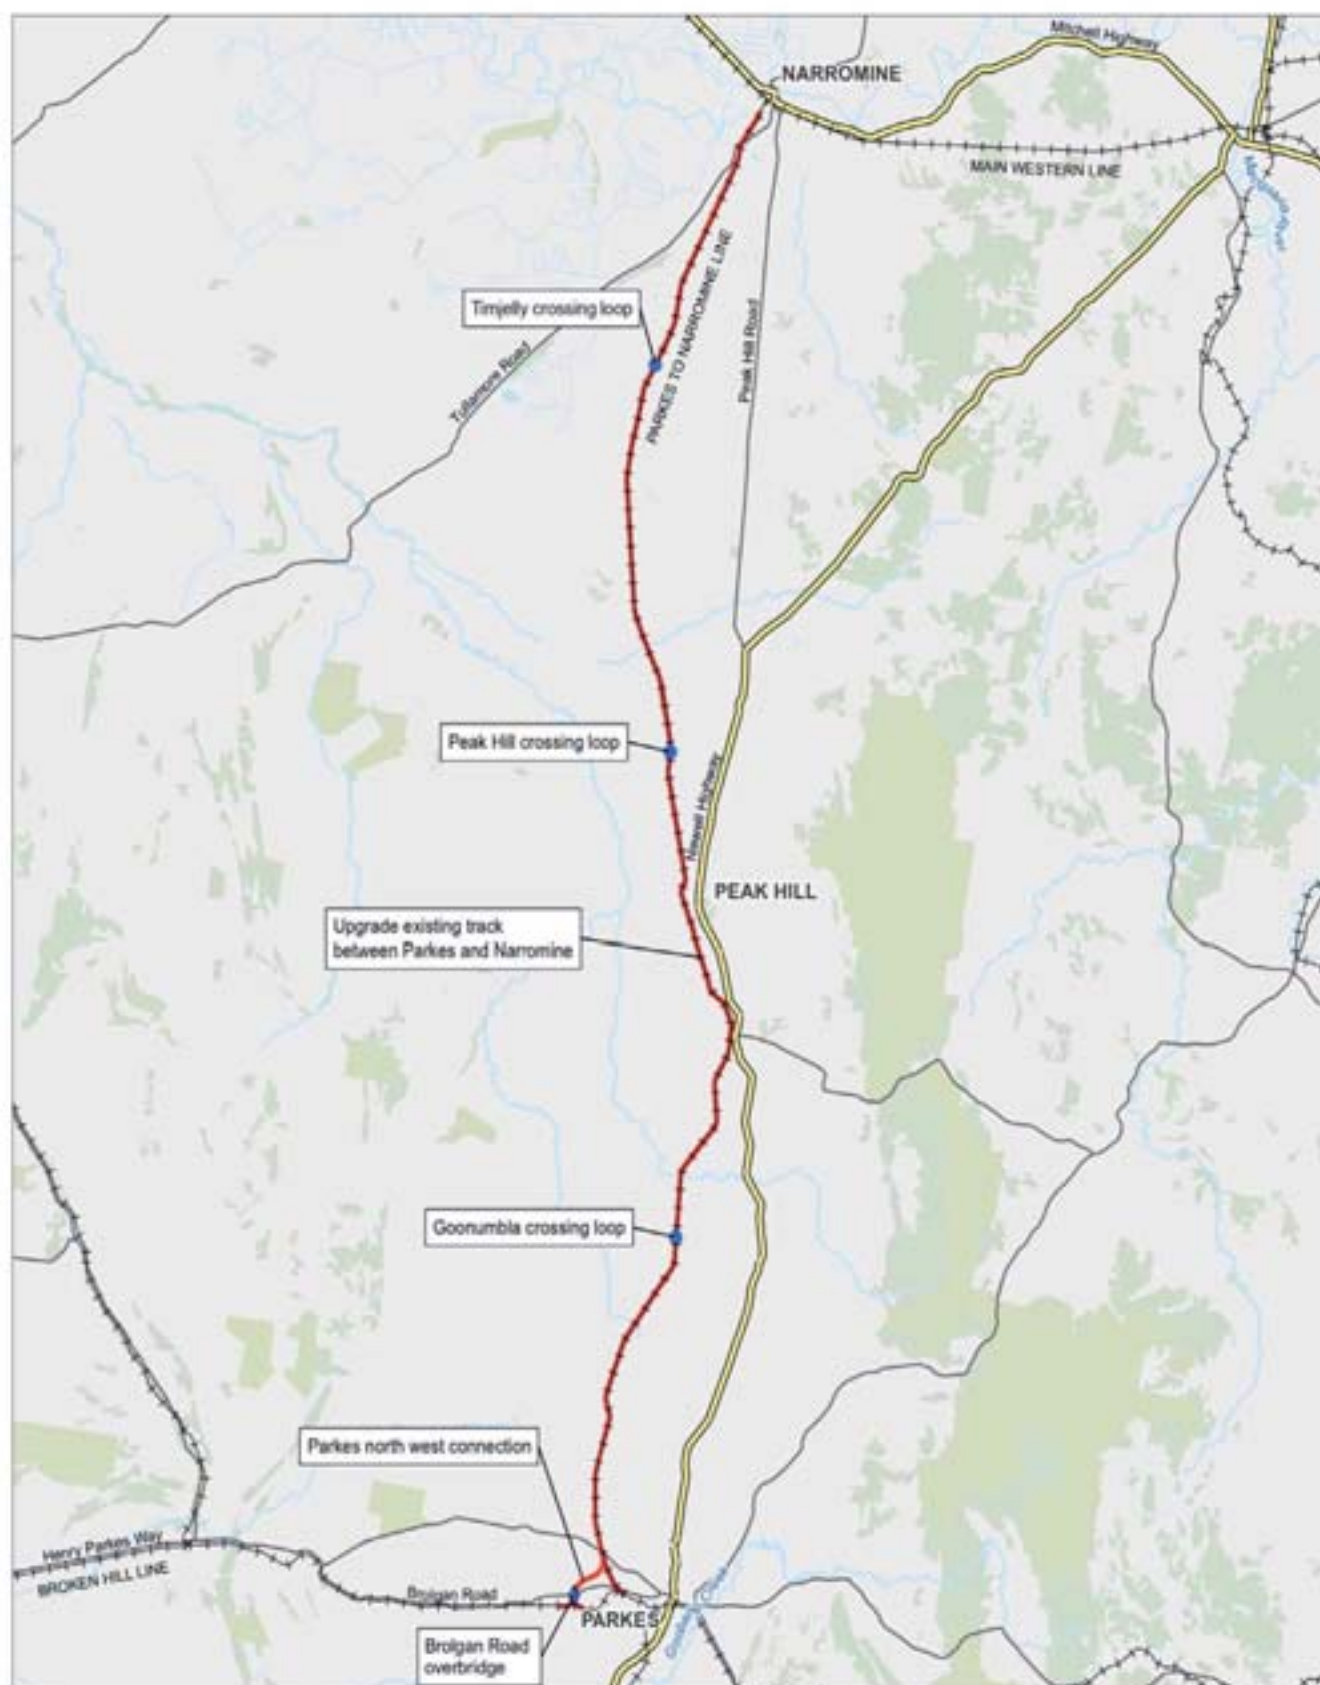 Mitchell Highway
NARROMINE
MAIN WESTERN LINE
Macquarie River
Timjelly crossing loop
PARKES TO NARROMINE LINE
Peak Hill Road
Tullamore Road
Peak Hill crossing loop
Newell Highway
PEAK HILL
Upgrade existing track
between Parkes and Narromine
Goonumbla crossing loop
Parkes north west connection
Henry Parkes Way
BROKEN HILL LINE
Brolgan Road
PARKES
Brolgan Road
overbridge